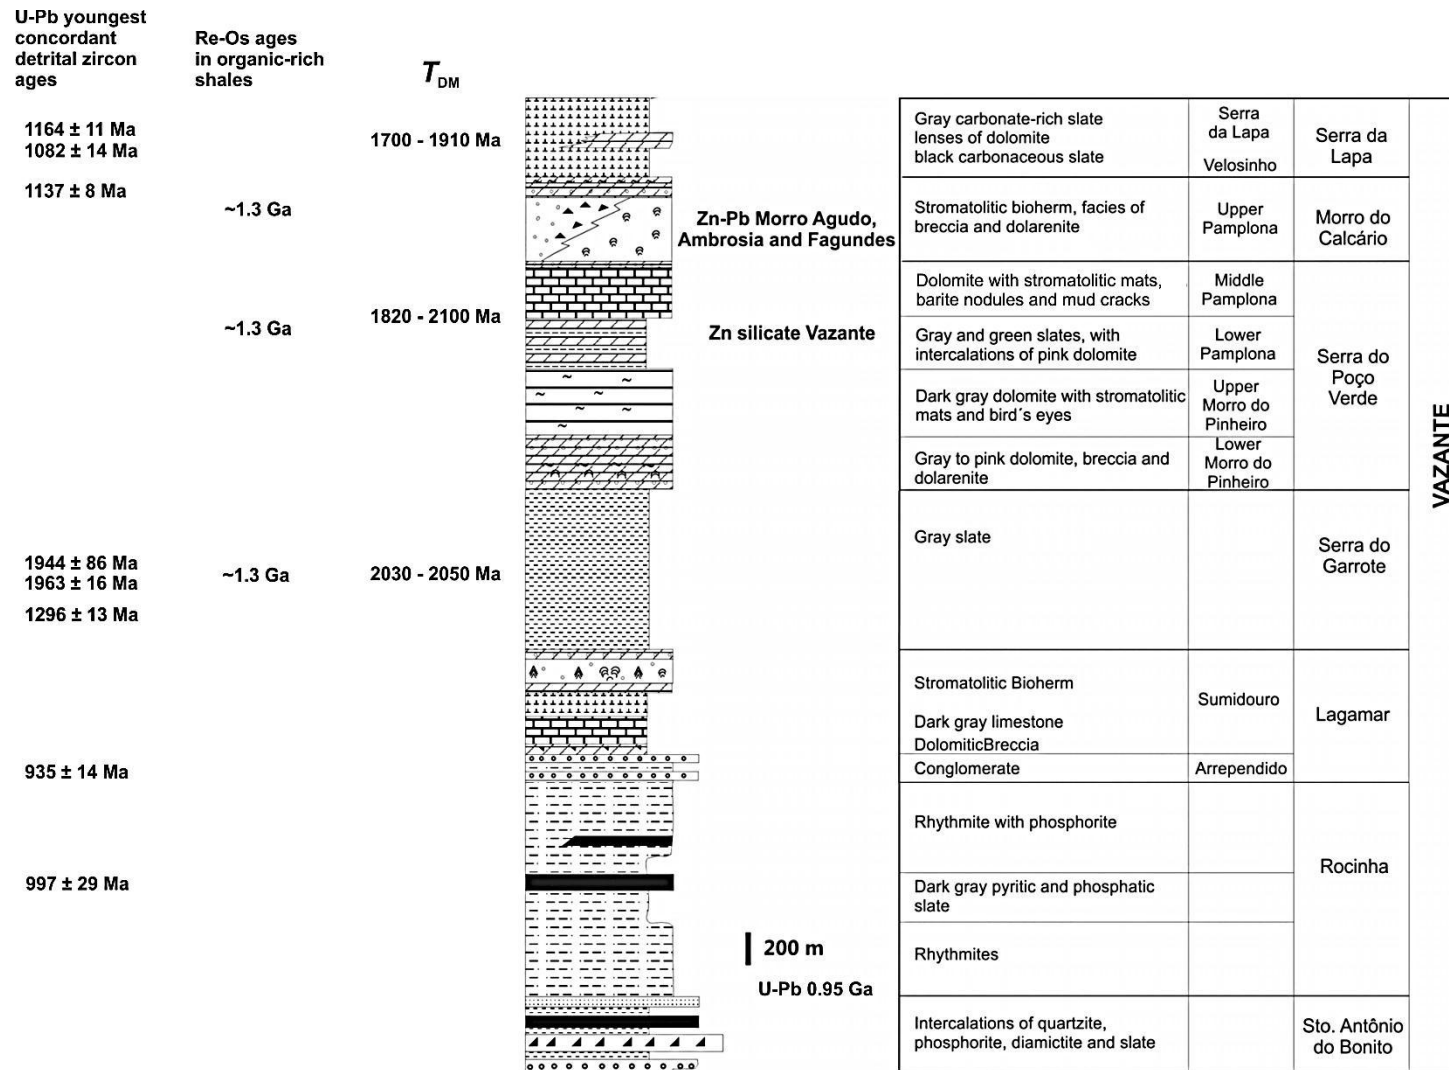 U-Pb youngest
concordant
detrital zircon
ages
Re-Os ages
in organic-rich
shales
TDM
1164 ± 11 Ma
1082 ± 14 Ma
1137 ± 8 Ma
~1.3 Ga
~1.3 Ga
1944 ± 86 Ma
1963 ± 16 Ma
1296 ± 13 Ma
~1.3 Ga
935 ± 14 Ma
997 ± 29 Ma
1700 - 1910 Ma
1820 - 2100 Ma
2030 - 2050 Ma
Zn-Pb Morro Agudo,
Ambrosia and Fagundes
Zn silicate Vazante
200 m
U-Pb 0.95 Ga
Gray carbonate-rich slate
lenses of dolomite
black carbonaceous slate
Serra
da Lapa
Velosinho
Serra da
Lapa
Stromatolitic bioherm, facies of
breccia and dolarenite
Upper
Pamplona
Morro do
Calcário
Dolomite with stromatolitic mats,
barite nodules and mud cracks
Middle
Pamplona
Gray and green slates, with
intercalations of pink dolomite
Lower
Pamplona
Dark gray dolomite with stromatolitic
mats and bird´s eyes
Upper
Morro do
Pinheiro
Gray to pink dolomite, breccia and
dolarenite
Lower
Morro do
Pinheiro
Serra do
Poço
Verde
Gray slate
Serra do
Garrote
Stromatolitic Bioherm
Dark gray limestone
DolomiticBreccia
Sumidouro
Conglomerate
Arrependido
Lagamar
Rhythmite with phosphorite
Dark gray pyritic and phosphatic
slate
Rhythmites
Rocinha
Intercalations of quartzite,
phosphorite, diamictite and slate
Sto. Antônio
do Bonito
VAZANTE